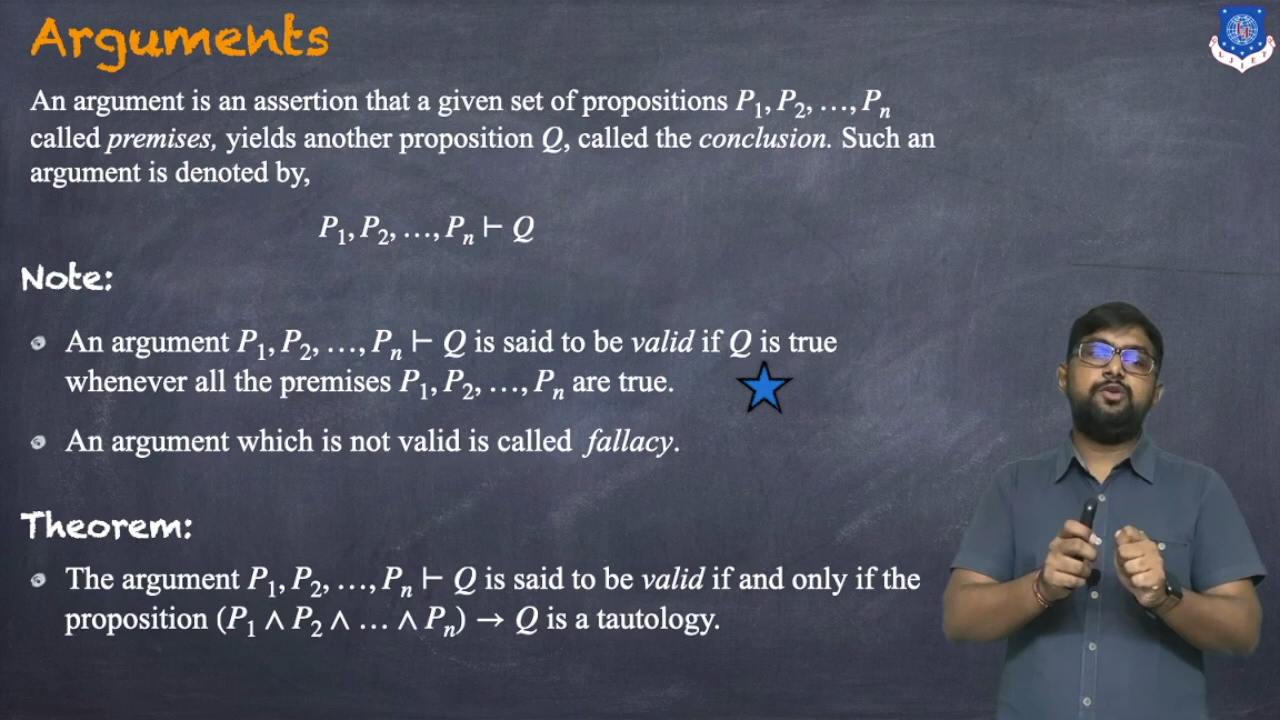 Arguments
An argument is an assertion that a given set of propositions P₁, P₂, …, Pₙ
called premises, yields another proposition Q, called the conclusion. Such an
argument is denoted by,
P₁, P₂, …, Pₙ ⊢ Q
Note:
An argument P₁, P₂, …, Pₙ ⊢ Q is said to be valid if Q is true
whenever all the premises P₁, P₂, …, Pₙ are true.
An argument which is not valid is called fallacy.
Theorem:
The argument P₁, P₂, …, Pₙ ⊢ Q is said to be valid if and only if the
proposition (P₁ ∧ P₂ ∧ … ∧ Pₙ) → Q is a tautology.